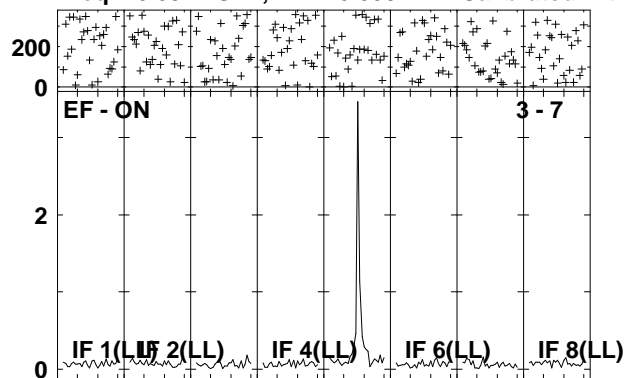 200
0
EF - ON
3 - 7
2
0
IF 1(LL)
IF 2(LL)
IF 4(LL)
IF 6(LL)
IF 8(LL)